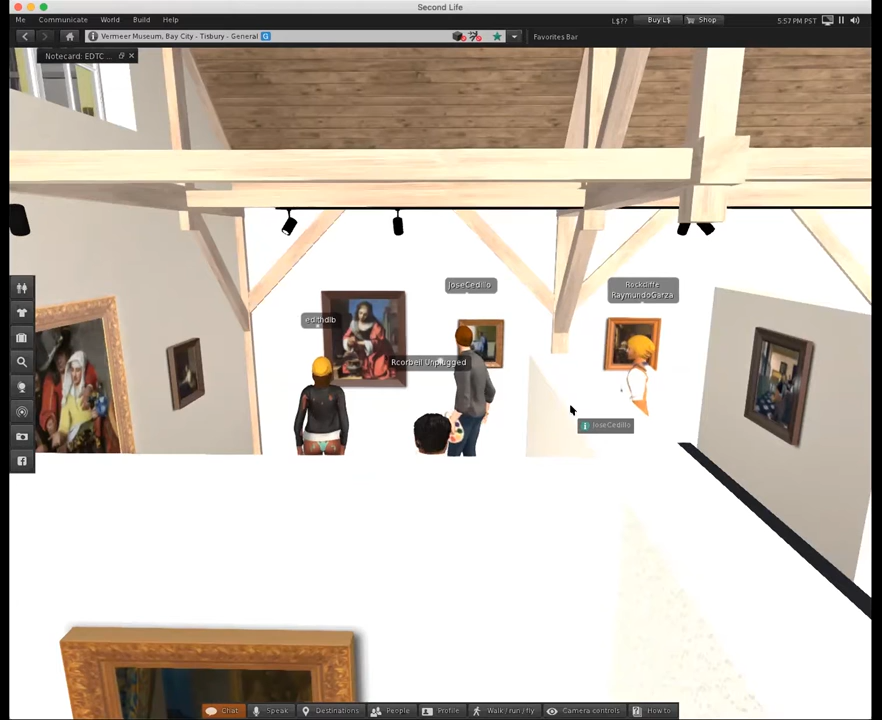 Second Life
Me Communicate World Build Help
L$?? Buy L$ Shop 5:57 PM PST
Vermeer Museum, Bay City - Tisbury - General G
Favorites Bar
Notecard: EDTC ...
JoseCedillo
Rockcliffe
RaymundoGarza
edithdlb
Rcorbeil Unplugged
JoseCedillo
Chat Speak Destinations People Profile Walk / run / fly Camera controls How to